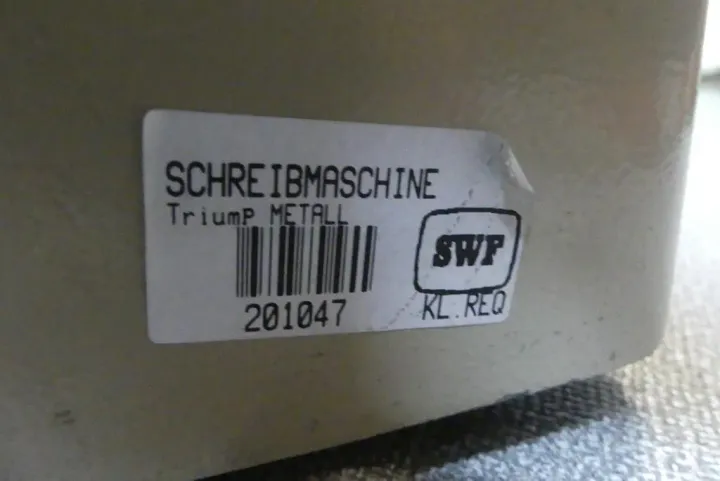 SCHREIBMASCHINE
TriumP METALL
SWF
201047
KL.REQ